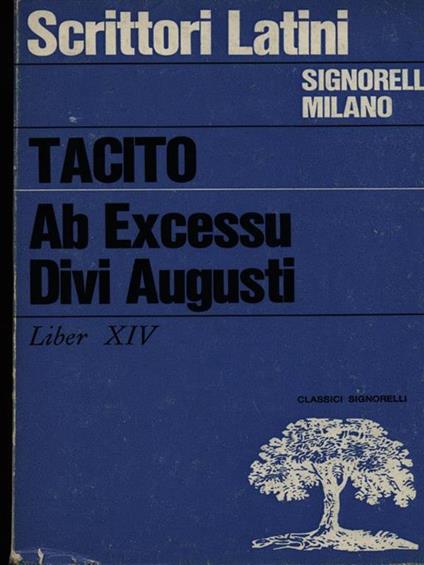 Scrittori Latini
SIGNORELL
MILANO
TACITO
Ab Excessu
Divi Augusti
Liber XIV
CLASSICI SIGNORELLI